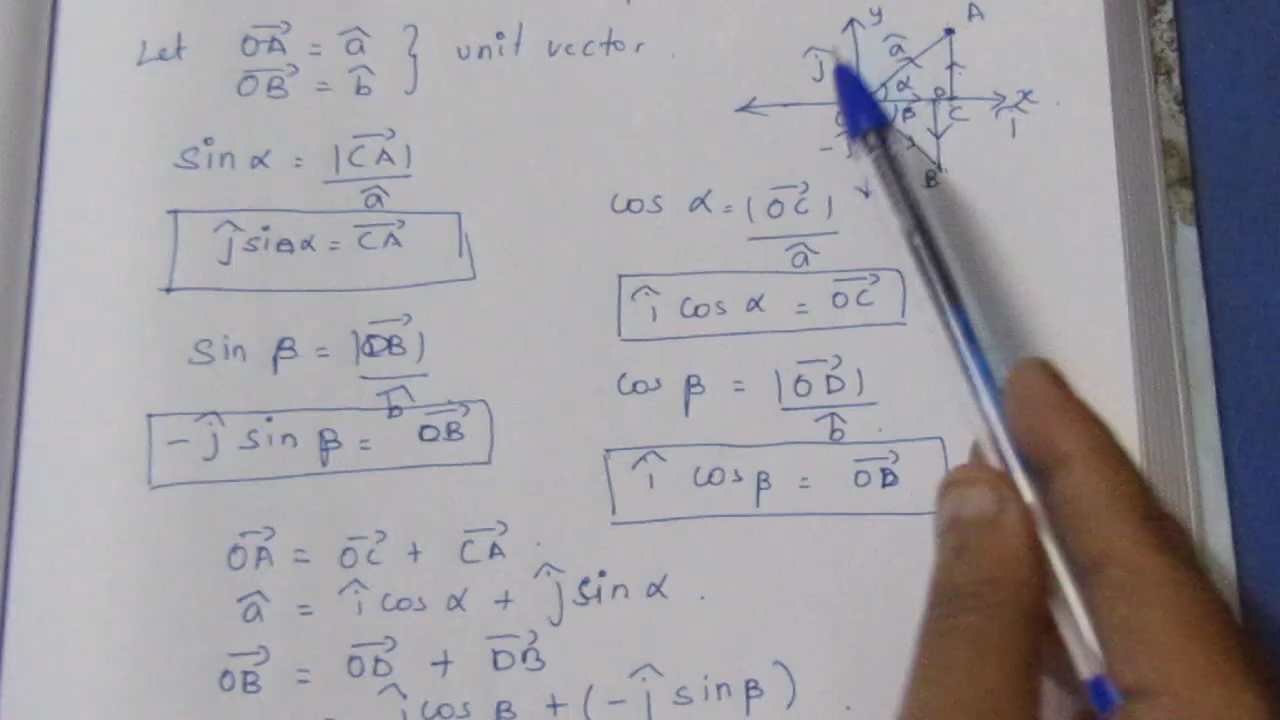 Let OA⃗ = â } unit vector.
OB⃗ = b̂
y
A
â
ĵ
α
D
x
β
C
î
-ĵ
B
sin α = |CA⃗| / â
ĵ sin α = CA⃗
cos α = |OC⃗| / â
î cos α = OC⃗
sin β = |DB⃗| / b̂
-ĵ sin β = DB⃗
cos β = |OD⃗| / b̂
î cos β = OD⃗
OA⃗ = OC⃗ + CA⃗.
â = î cos α + ĵ sin α.
OB⃗ = OD⃗ + DB⃗
î cos β + (-ĵ sin β).